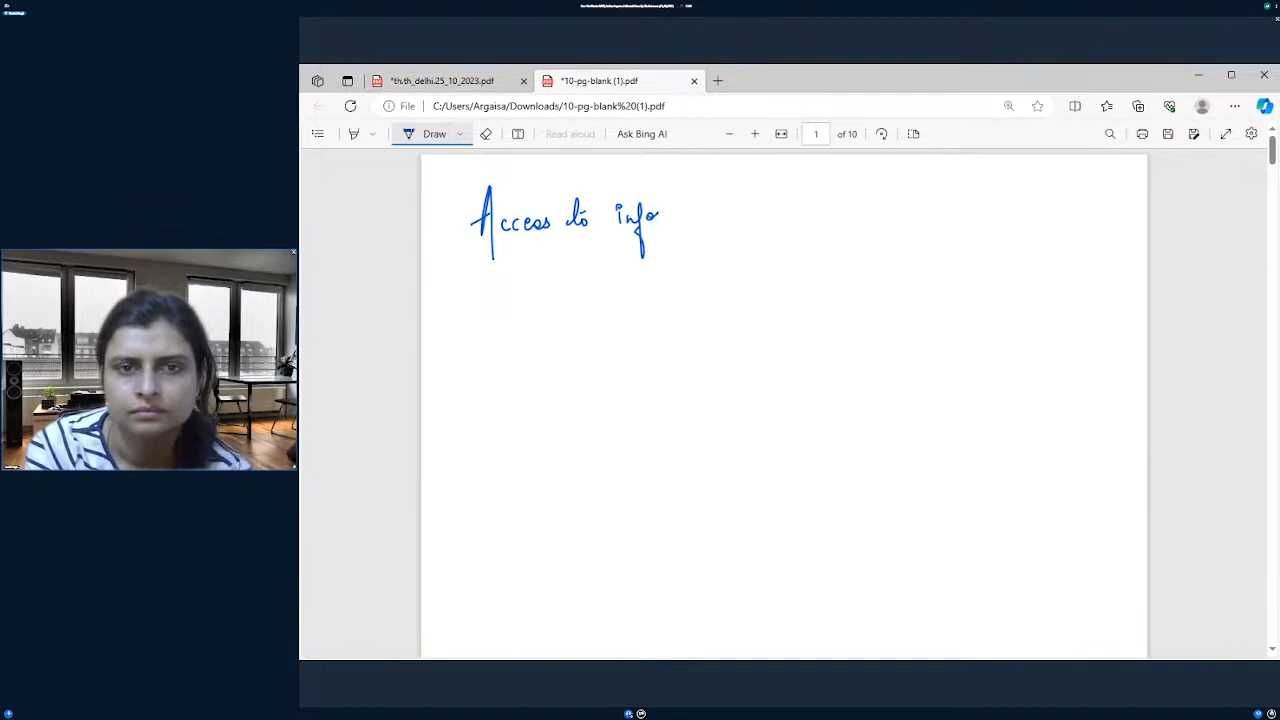 *th.th_delhi.25_10_2023.pdf
*10-pg-blank (1).pdf
File C:/Users/Argaisa/Downloads/10-pg-blank%20(1).pdf
Draw Read aloud Ask Bing AI 1 of 10
Access to info